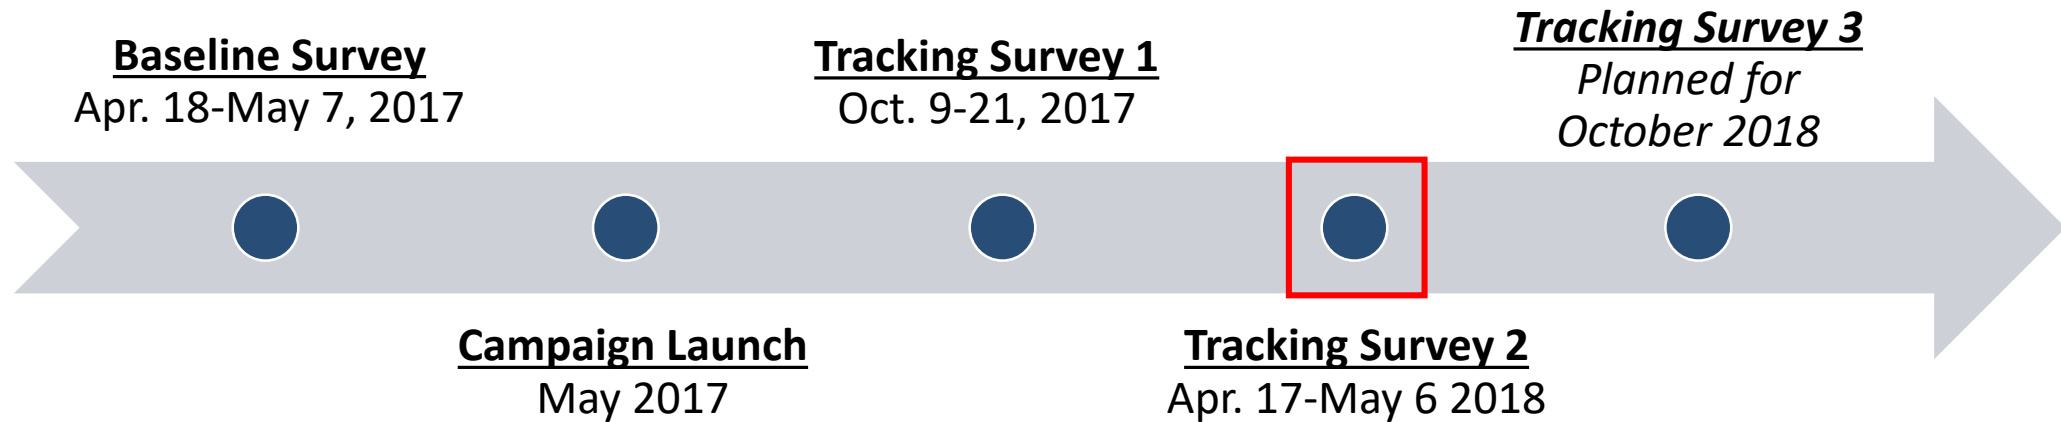 Baseline Survey
Apr. 18-May 7, 2017
Campaign Launch
May 2017
Tracking Survey 1
Oct. 9-21, 2017
Tracking Survey 2
Apr. 17-May 6 2018
Tracking Survey 3
Planned for
October 2018